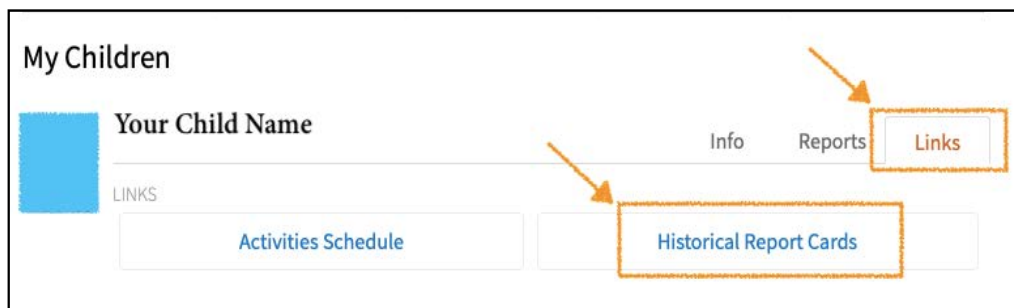 My Children
Your Child Name
Info Reports Links
LINKS
Activities Schedule Historical Report Cards